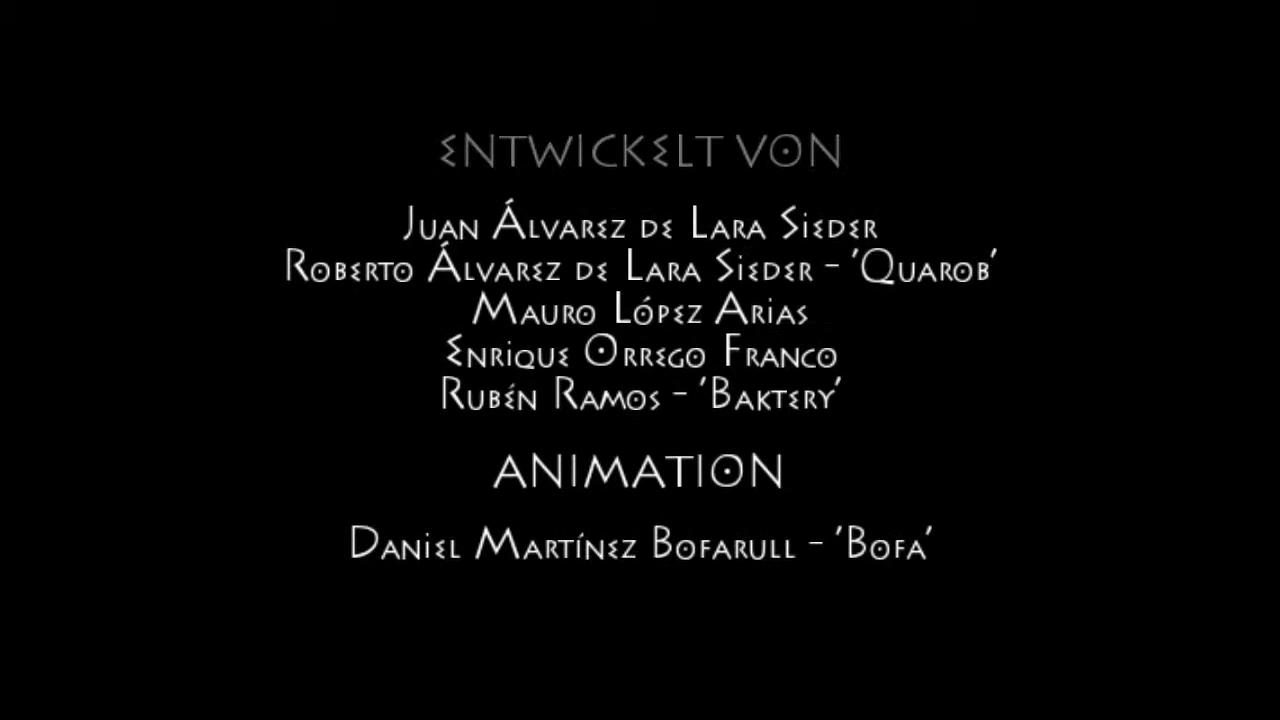 ENTWICKELT VON
Juan Álvarez de Lara Sieder
Roberto Álvarez de Lara Sieder - 'Quarob'
Mauro López Arias
Enrique Orrego Franco
Rubén Ramos - 'Baktery'
ANIMATION
Daniel Martínez Bofarull - 'Bofa'